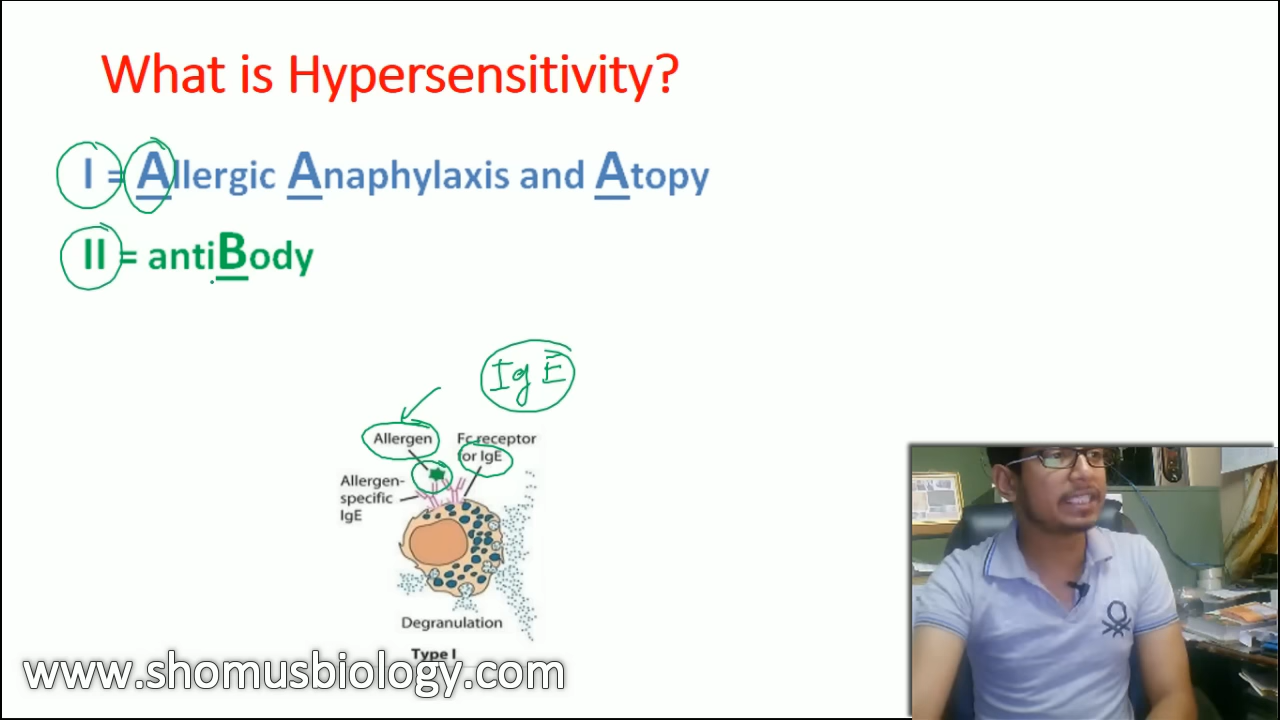 What is Hypersensitivity?
I = Allergic Anaphylaxis and Atopy
II = antiBody
IgE
Allergen
Fc receptor
for IgE
Allergen-
specific
IgE
Degranulation
Type I
www.shomusbiology.com